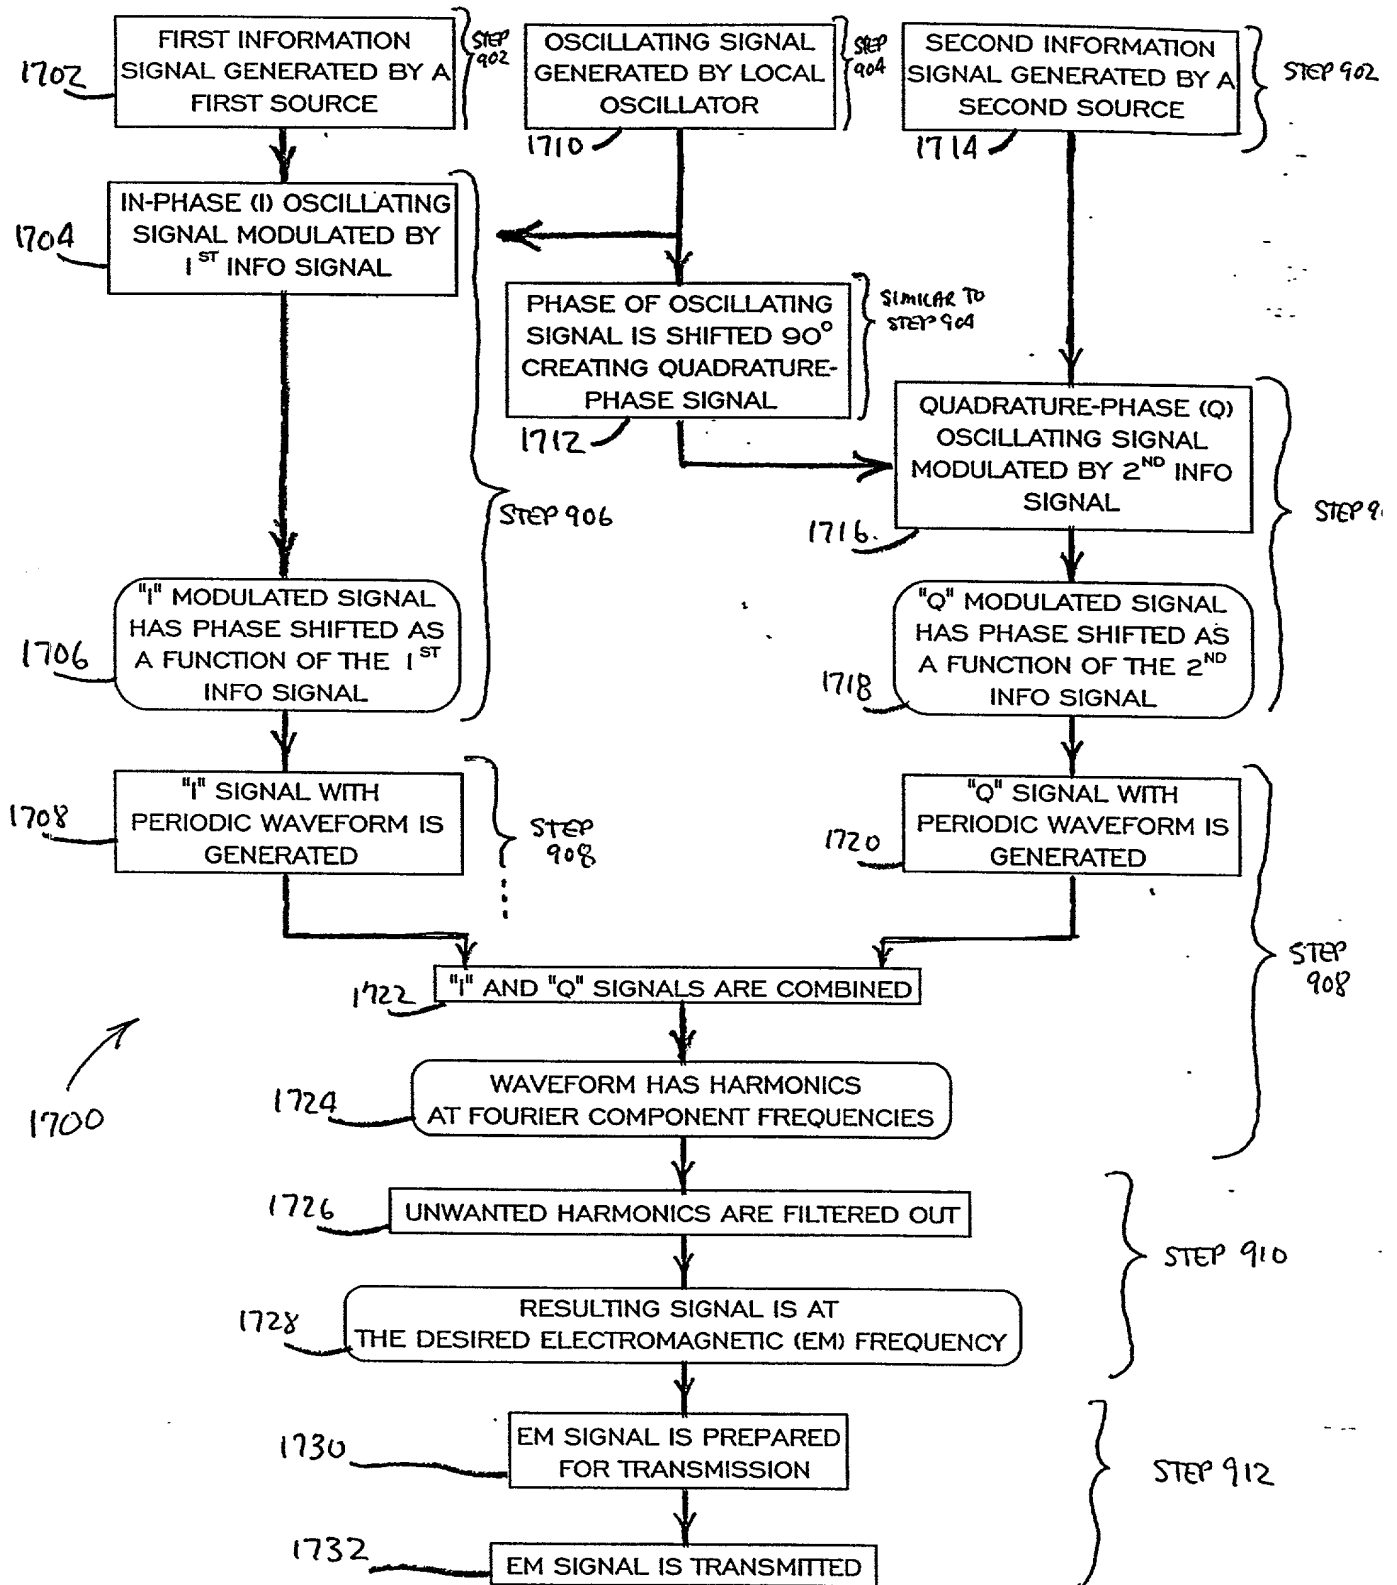 FIRST INFORMATION
SIGNAL GENERATED BY A
FIRST SOURCE
1702
STEP
902
OSCILLATING SIGNAL
GENERATED BY LOCAL
OSCILLATOR
1710
STEP
904
SECOND INFORMATION
SIGNAL GENERATED BY A
SECOND SOURCE
1714
STEP 902
IN-PHASE (I) OSCILLATING
SIGNAL MODULATED BY
1ST INFO SIGNAL
1704
PHASE OF OSCILLATING
SIGNAL IS SHIFTED 90°
CREATING QUADRATURE-
PHASE SIGNAL
1712
SIMILAR TO
STEP 904
QUADRATURE-PHASE (Q)
OSCILLATING SIGNAL
MODULATED BY 2ND INFO
SIGNAL
1716
STEP 906
STEP
"I" MODULATED SIGNAL
HAS PHASE SHIFTED AS
A FUNCTION OF THE 1ST
INFO SIGNAL
1706
"Q" MODULATED SIGNAL
HAS PHASE SHIFTED AS
A FUNCTION OF THE 2ND
INFO SIGNAL
1718
"I" SIGNAL WITH
PERIODIC WAVEFORM IS
GENERATED
1708
STEP
908
"Q" SIGNAL WITH
PERIODIC WAVEFORM IS
GENERATED
1720
STEP
908
"I" AND "Q" SIGNALS ARE COMBINED
1722
1700
WAVEFORM HAS HARMONICS
AT FOURIER COMPONENT FREQUENCIES
1724
UNWANTED HARMONICS ARE FILTERED OUT
1726
STEP 910
RESULTING SIGNAL IS AT
THE DESIRED ELECTROMAGNETIC (EM) FREQUENCY
1728
EM SIGNAL IS PREPARED
FOR TRANSMISSION
1730
STEP 912
EM SIGNAL IS TRANSMITTED
1732